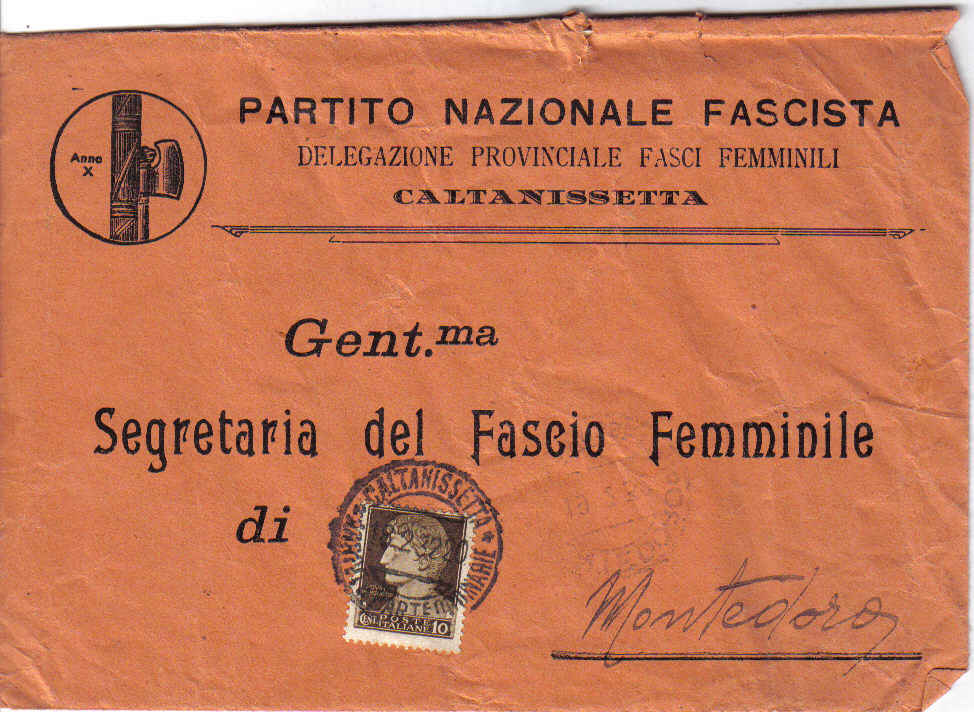 Anno
X
PARTITO NAZIONALE FASCISTA
DELEGAZIONE PROVINCIALE FASCI FEMMINILI
CALTANISSETTA
Gent.ma
Segretaria del Fascio Femminile
di
Montedoro
* CALTANISSETTA *
CENT. POSTE 10
ITALIANE